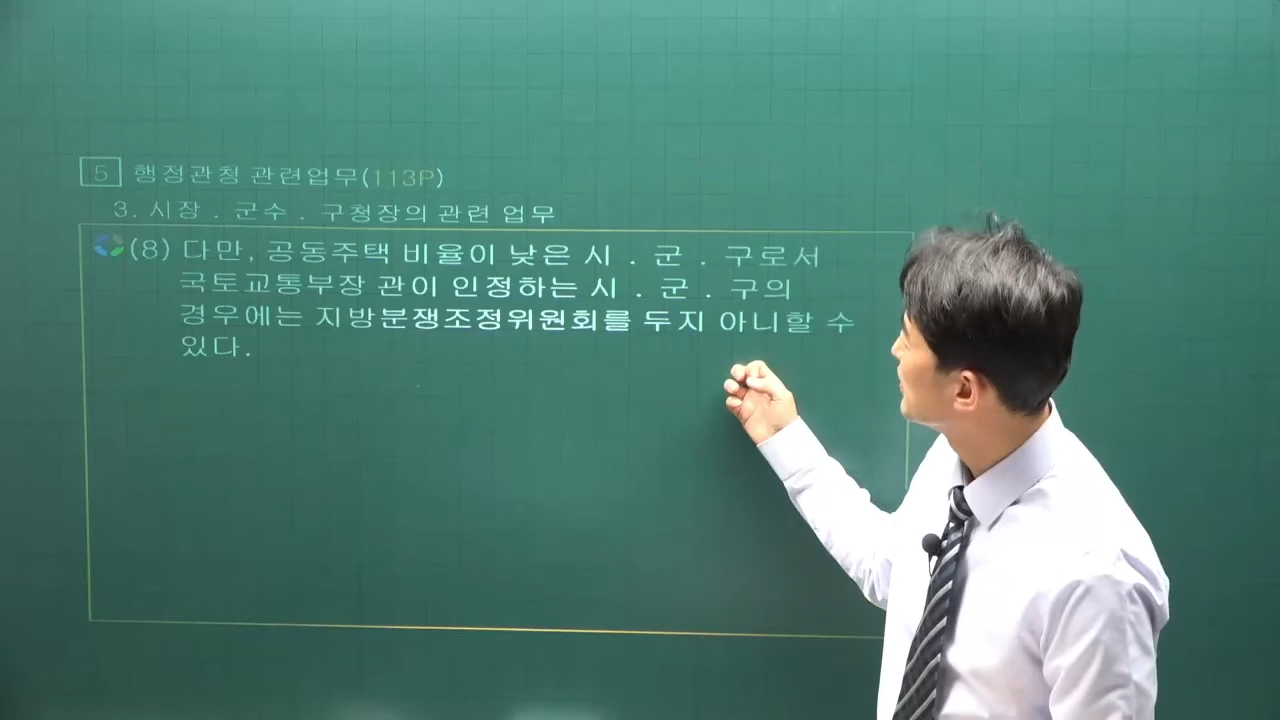 5 행정관청 관련업무(113P)
3. 시장 . 군수 . 구청장의 관련 업무
(8) 다만, 공동주택 비율이 낮은 시 . 군 . 구로서
국토교통부장 관이 인정하는 시 . 군 . 구의
경우에는 지방분쟁조정위원회를 두지 아니할 수
있다.